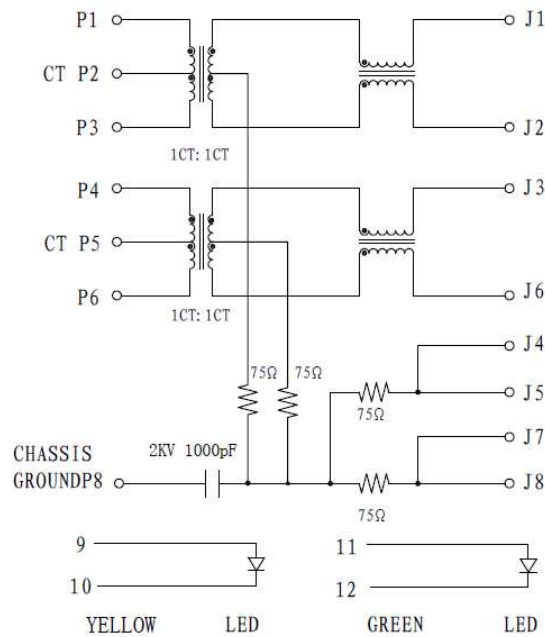 P1 J1
CT P2
P3 J2
1CT: 1CT
P4 J3
CT P5
P6 J6
1CT: 1CT
J4
75Ω 75Ω
J5
75Ω
J7
2KV 1000pF
CHASSIS
GROUNDP8 J8
75Ω
9 11
10 12
YELLOW LED GREEN LED